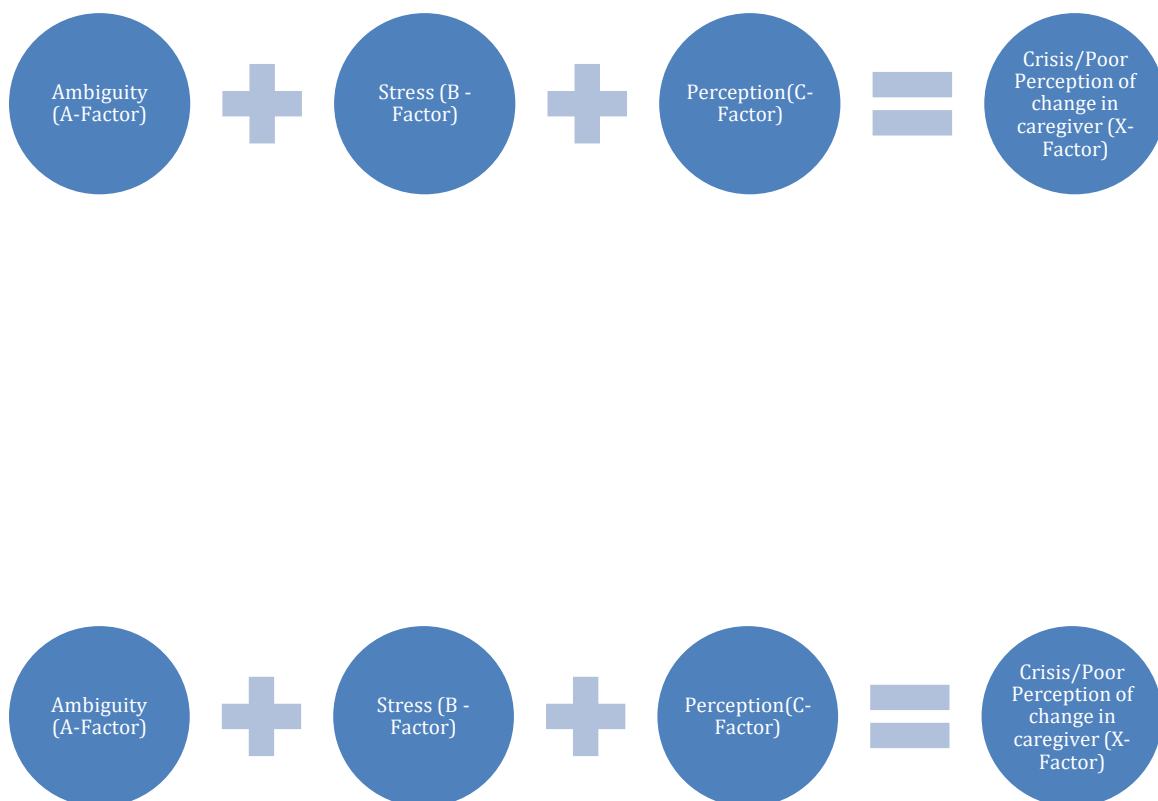 Ambiguity
(A-Factor)
Stress (B -
Factor)
Perception(C-
Factor)
Crisis/Poor
Perception of
change in
caregiver (X-
Factor)
Ambiguity
(A-Factor)
Stress (B -
Factor)
Perception(C-
Factor)
Crisis/Poor
Perception of
change in
caregiver (X-
Factor)